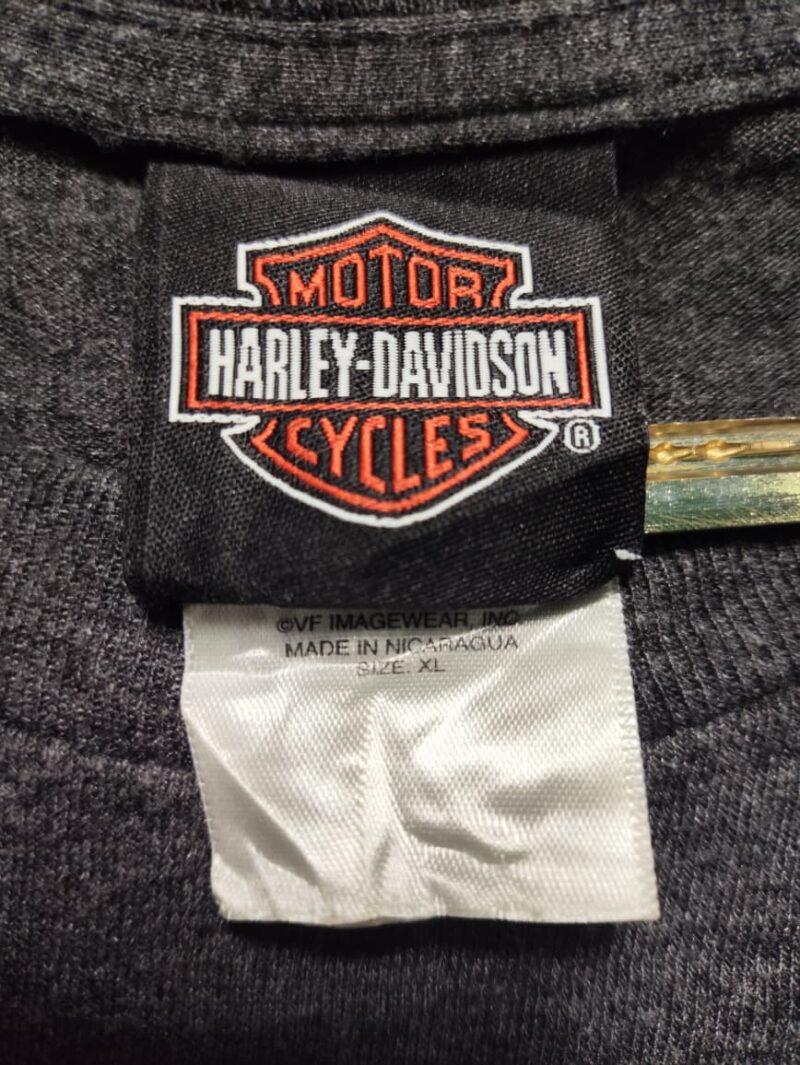 MOTOR
HARLEY-DAVIDSON
CYCLES
®
©VF IMAGEWEAR, INC.
MADE IN NICARAGUA
SIZE: XL